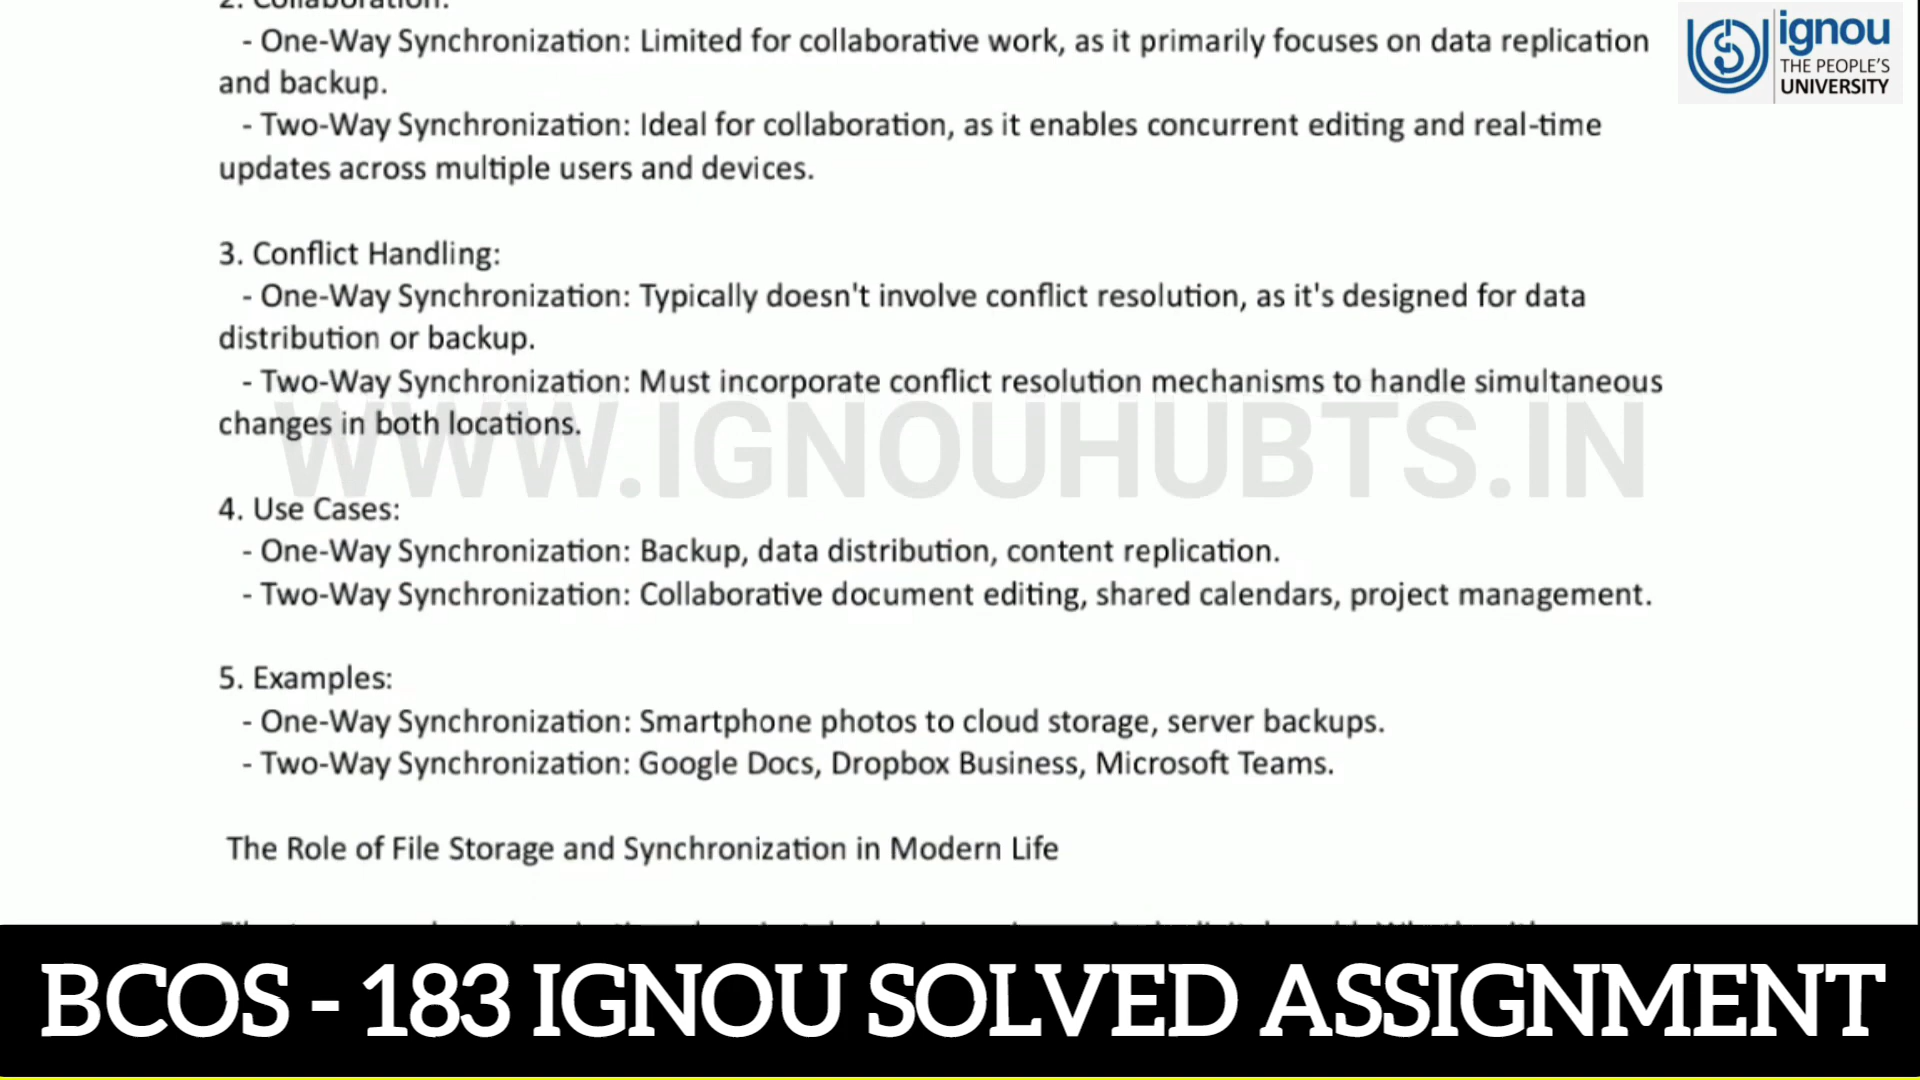 2. Collaboration:
- One-Way Synchronization: Limited for collaborative work, as it primarily focuses on data replication
and backup.
- Two-Way Synchronization: Ideal for collaboration, as it enables concurrent editing and real-time
updates across multiple users and devices.
3. Conflict Handling:
- One-Way Synchronization: Typically doesn't involve conflict resolution, as it's designed for data
distribution or backup.
- Two-Way Synchronization: Must incorporate conflict resolution mechanisms to handle simultaneous
changes in both locations.
WWW.IGNOUHUBTS.IN
4. Use Cases:
- One-Way Synchronization: Backup, data distribution, content replication.
- Two-Way Synchronization: Collaborative document editing, shared calendars, project management.
5. Examples:
- One-Way Synchronization: Smartphone photos to cloud storage, server backups.
- Two-Way Synchronization: Google Docs, Dropbox Business, Microsoft Teams.
The Role of File Storage and Synchronization in Modern Life
ignou
THE PEOPLE'S
UNIVERSITY
BCOS - 183 IGNOU SOLVED ASSIGNMENT